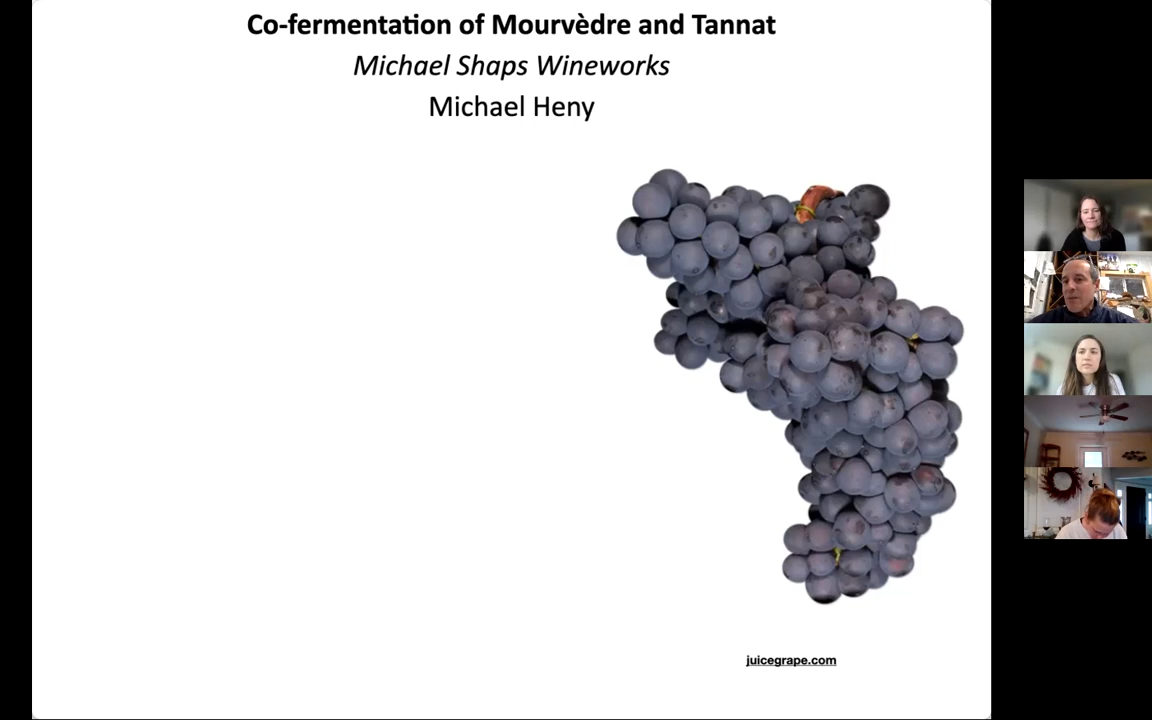 Co-fermentation of Mourvèdre and Tannat
Michael Shaps Wineworks
Michael Heny
juicegrape.com